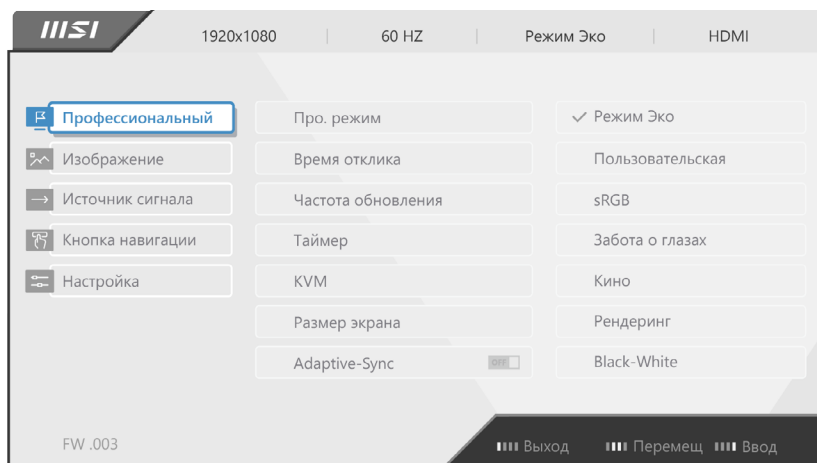 msi
1920x1080 60 HZ Режим Эко HDMI
Профессиональный Про. режим Режим Эко
Изображение Время отклика Пользовательская
Источник сигнала Частота обновления sRGB
Кнопка навигации Таймер Забота о глазах
Настройка KVM Кино
Размер экрана Рендеринг
Adaptive-Sync OFF Black-White
FW .003 Выход Перемещ Ввод